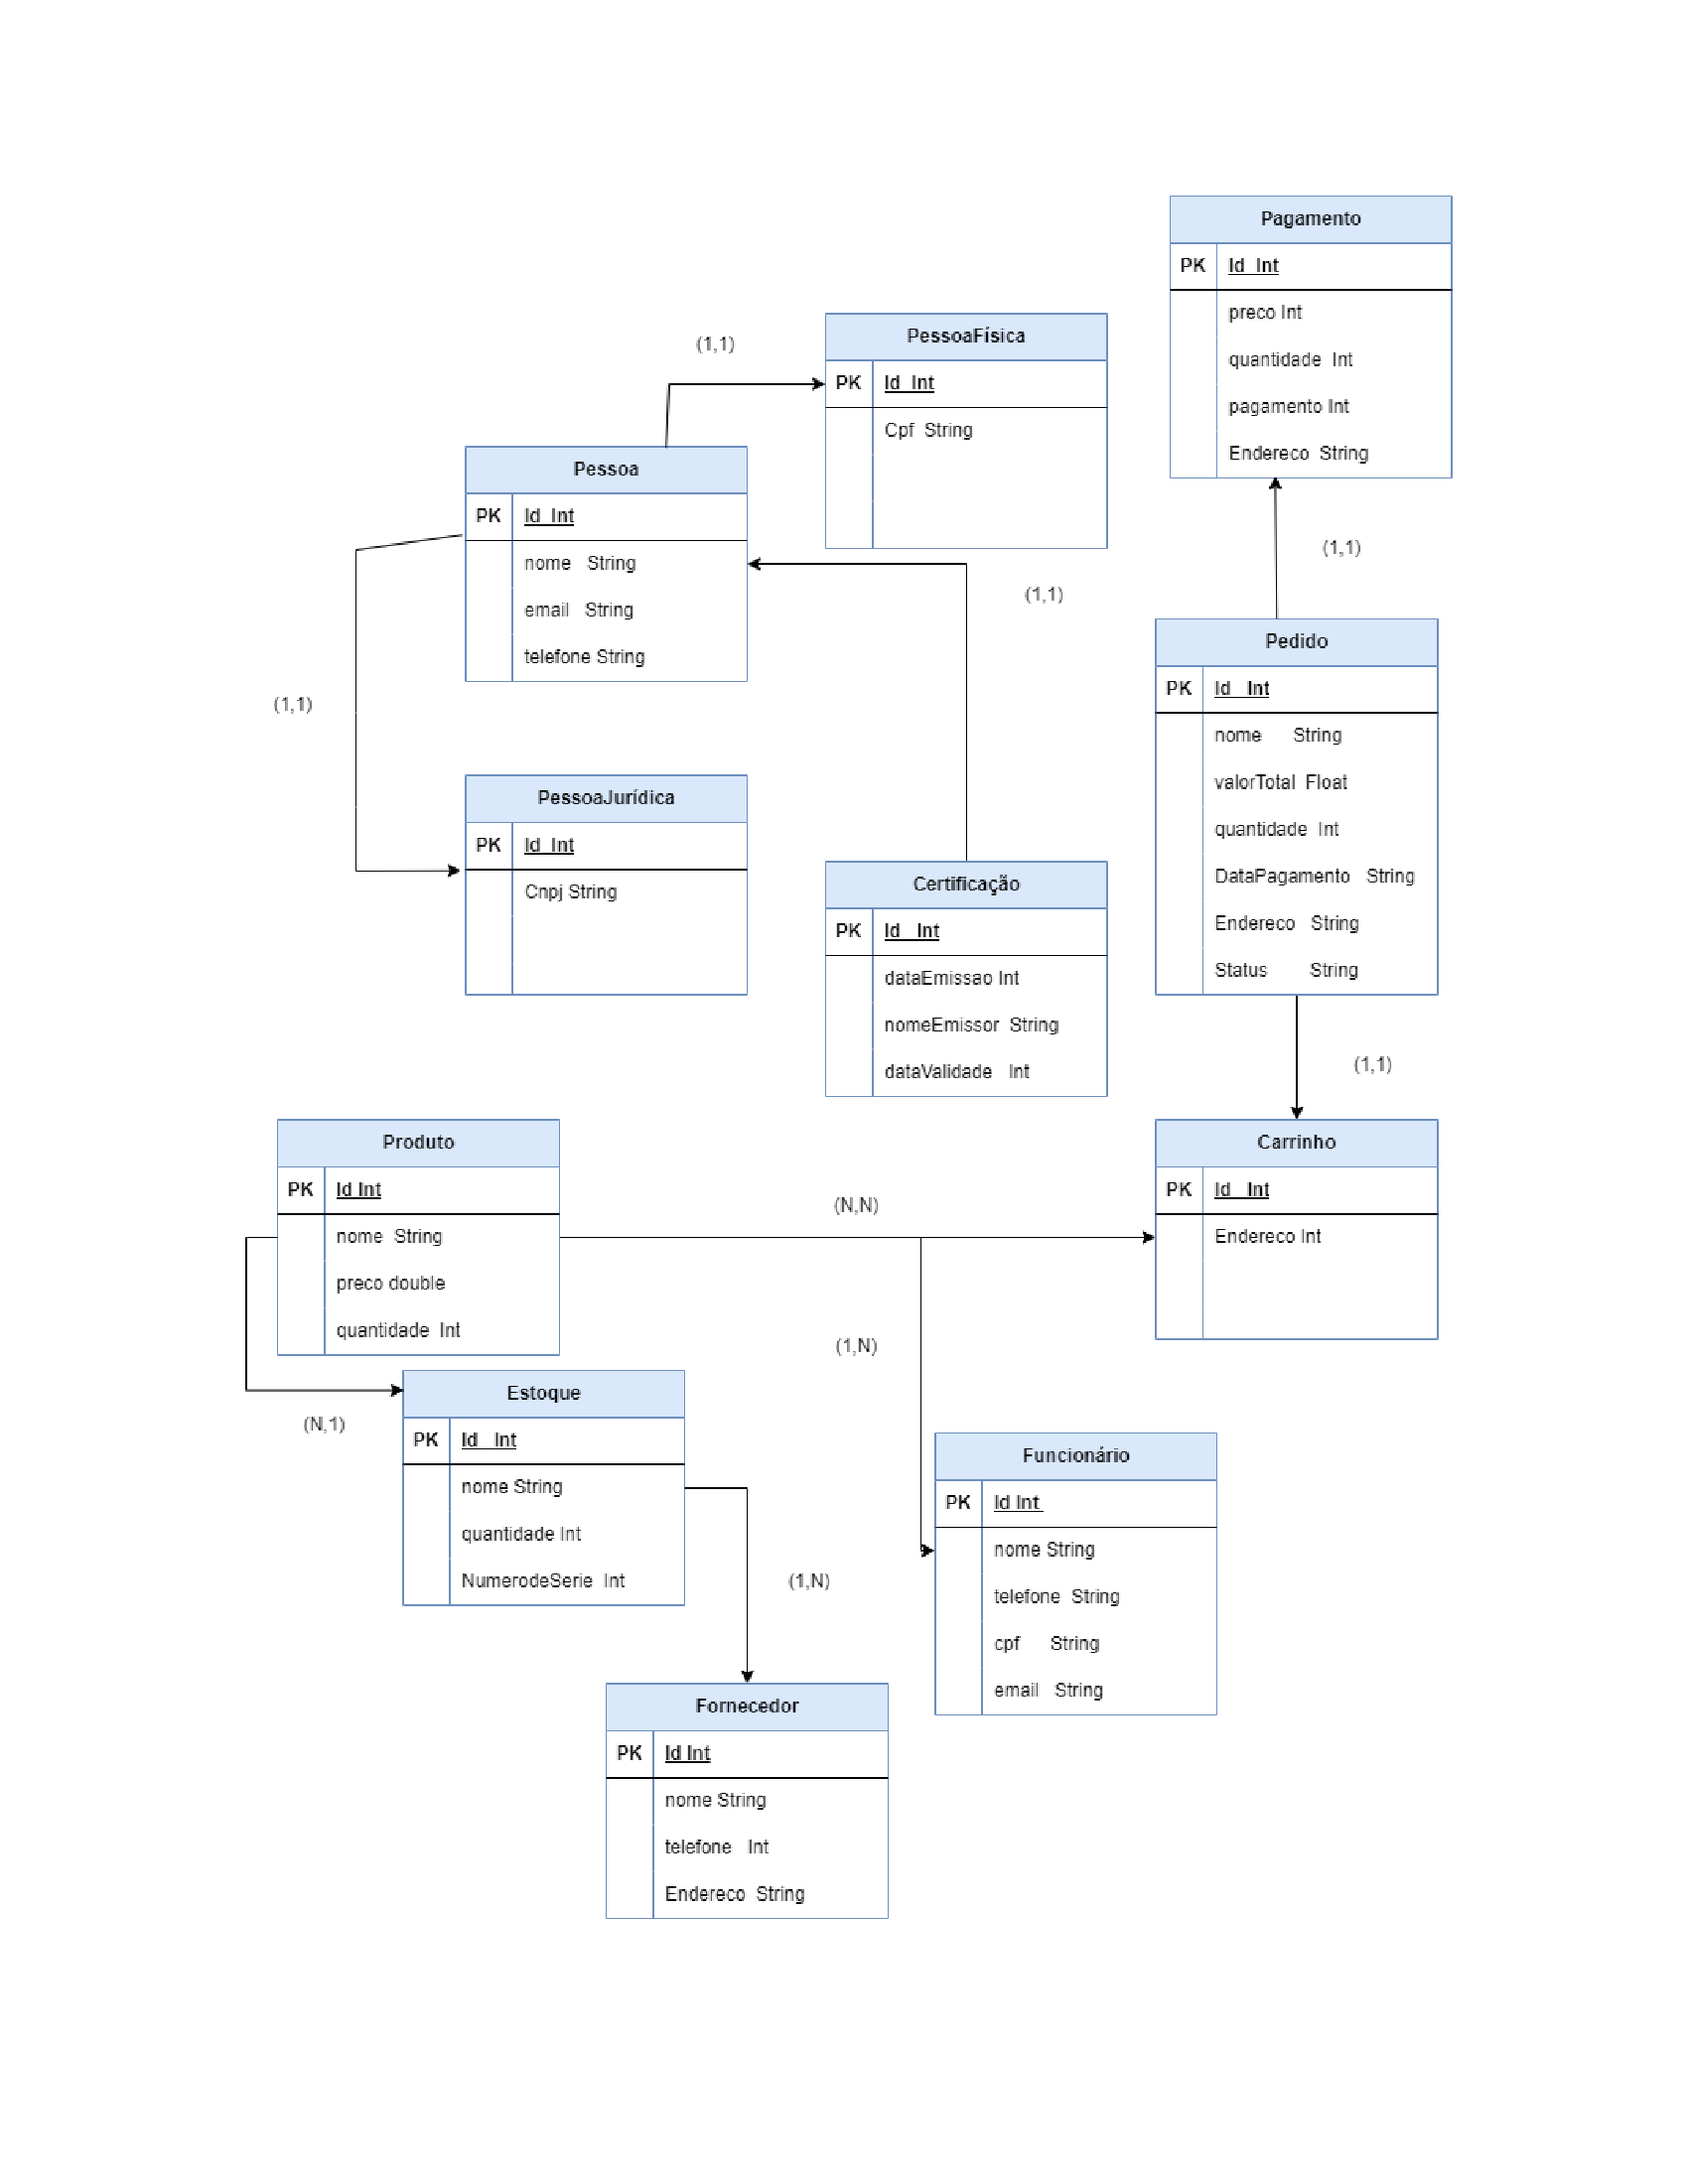 Pagamento
PK Id Int
preco Int
quantidade Int
pagamento Int
Endereco String
(1,1)
PessoaFísica
PK Id Int
Cpf String
(1,1)
Pessoa
PK Id Int
nome String
email String
telefone String
(1,1)
(1,1)
Pedido
PK Id Int
nome String
valorTotal Float
quantidade Int
DataPagamento String
Endereco String
Status String
(1,1)
PessoaJurídica
PK Id Int
Cnpj String
Certificação
PK Id Int
dataEmissao Int
nomeEmissor String
dataValidade Int
Produto
PK Id Int
nome String
preco double
quantidade Int
(N,N)
Carrinho
PK Id Int
Endereco Int
(1,N)
(N,1)
Estoque
PK Id Int
nome String
quantidade Int
NumerodeSerie Int
(1,N)
Funcionário
PK Id Int
nome String
telefone String
cpf String
email String
Fornecedor
PK Id Int
nome String
telefone Int
Endereco String